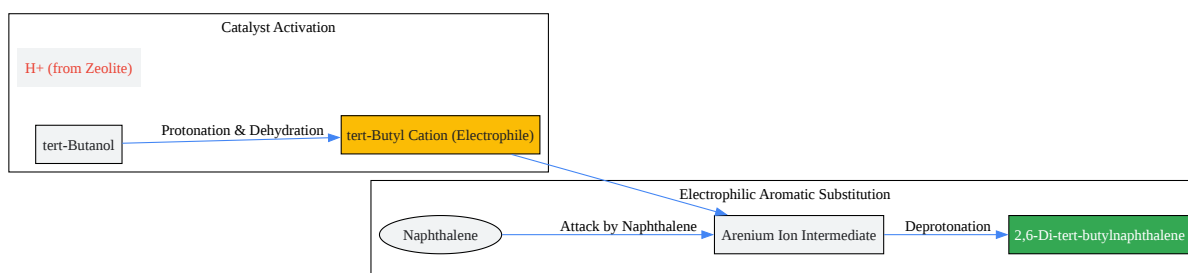 Catalyst Activation
H+ (from Zeolite)
Protonation & Dehydration
tert-Butanol
tert-Butyl Cation (Electrophile)
Electrophilic Aromatic Substitution
Naphthalene
Attack by Naphthalene
Arenium Ion Intermediate
Deprotonation
2,6-Di-tert-butylnaphthalene